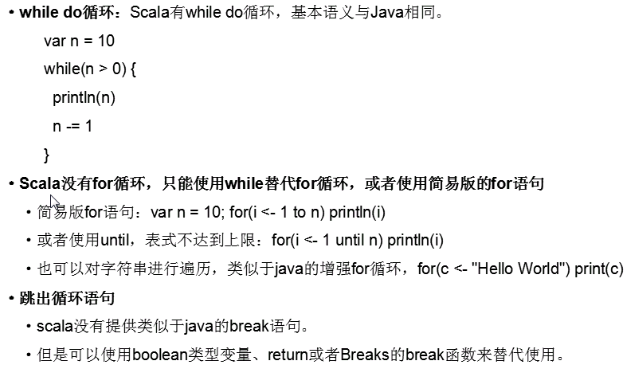 • while do循环：Scala有while do循环，基本语义与Java相同。
var n = 10
while(n > 0) {
println(n)
n -= 1
}
• Scala没有for循环，只能使用while替代for循环，或者使用简易版的for语句
• 简易版for语句：var n = 10; for(i <- 1 to n) println(i)
• 或者使用until，表式不达到上限：for(i <- 1 until n) println(i)
• 也可以对字符串进行遍历，类似于java的增强for循环，for(c <- "Hello World") print(c)
• 跳出循环语句
• scala没有提供类似于java的break语句。
• 但是可以使用boolean类型变量、return或者Breaks的break函数来替代使用。